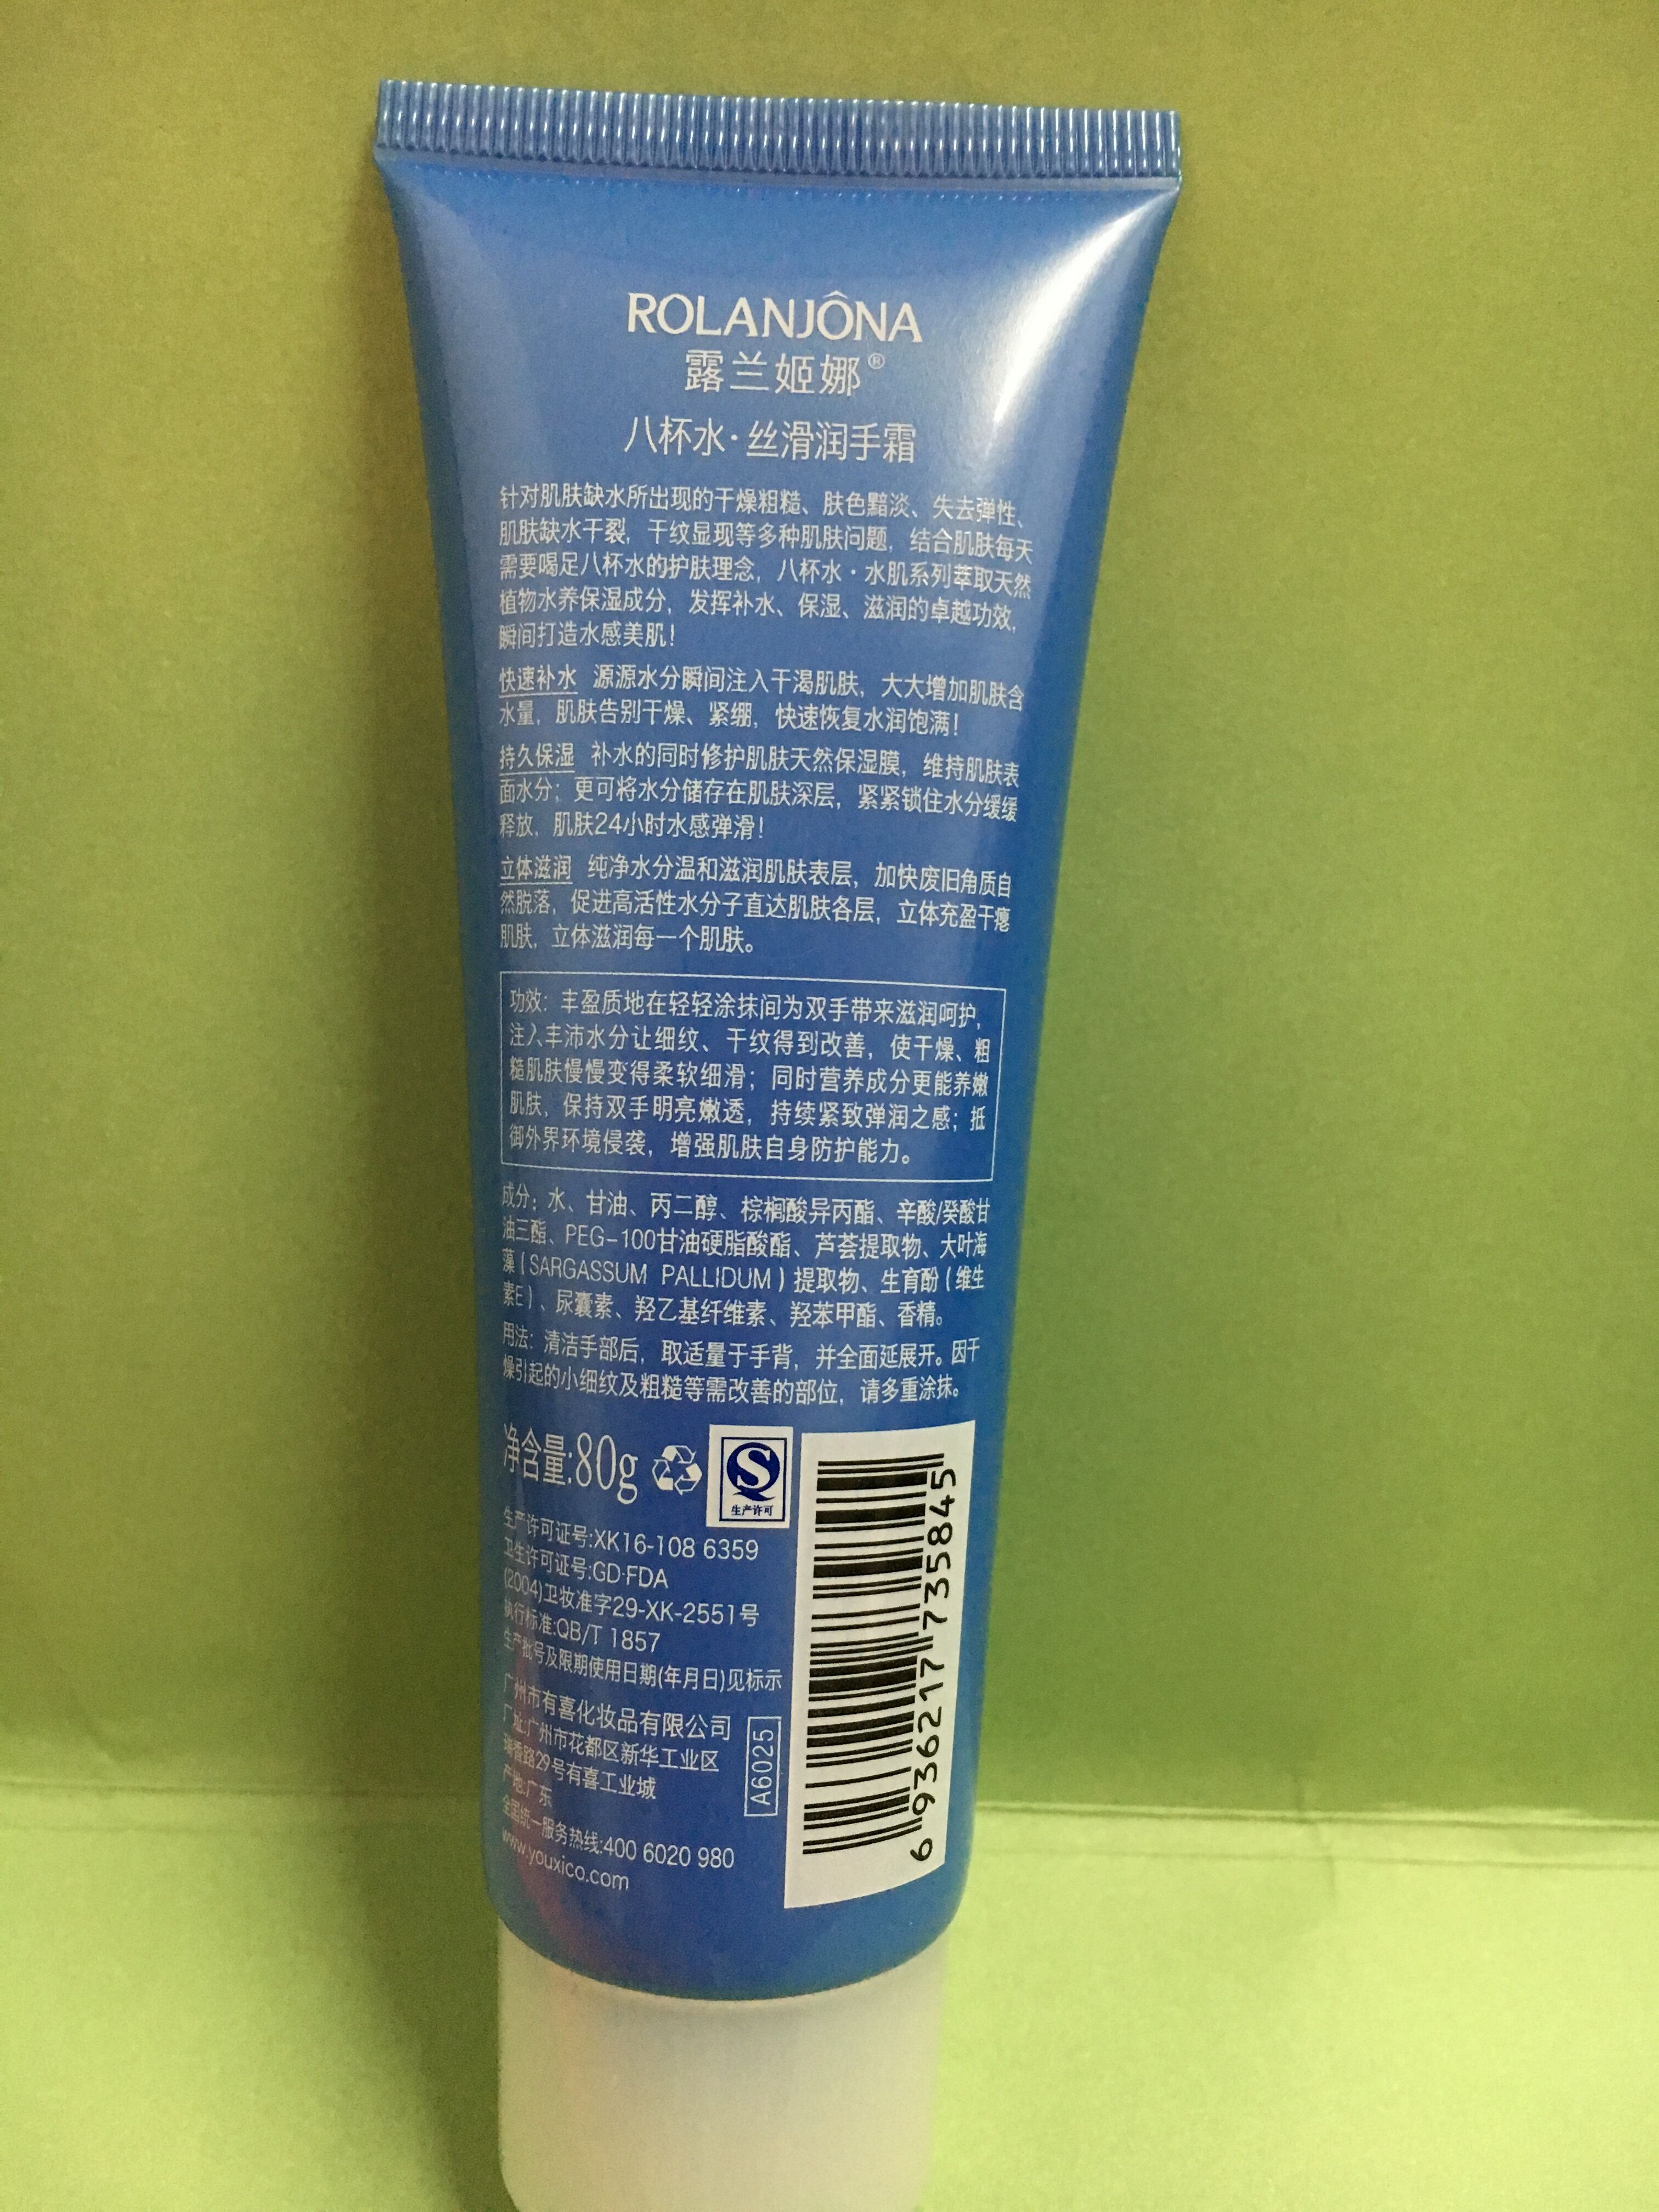 ROLANJÔNA
露兰姬娜®
八杯水·丝滑润手霜
针对肌肤缺水所出现的干燥粗糙、肤色黯淡、失去弹性、
肌肤缺水干裂，干纹显现等多种肌肤问题，结合肌肤每天
需要喝足八杯水的护肤理念，八杯水·水肌系列萃取天然
植物水养保湿成分，发挥补水、保湿、滋润的卓越功效，
瞬间打造水感美肌！
快速补水 源源水分瞬间注入干渴肌肤，大大增加肌肤含
水量，肌肤告别干燥、紧绷，快速恢复水润饱满！
持久保湿 补水的同时修护肌肤天然保湿膜，维持肌肤表
面水分；更可将水分储存在肌肤深层，紧紧锁住水分缓缓
释放，肌肤24小时水感弹滑！
立体滋润 纯净水分温和滋润肌肤表层，加快废旧角质自
然脱落，促进高活性水分子直达肌肤各层，立体充盈干瘪
肌肤，立体滋润每一个肌肤。
功效：丰盈质地在轻轻涂抹间为双手带来滋润呵护，
注入丰沛水分让细纹、干纹得到改善，使干燥、粗
糙肌肤慢慢变得柔软细滑；同时营养成分更能养嫩
肌肤，保持双手明亮嫩透，持续紧致弹润之感；抵
御外界环境侵袭，增强肌肤自身防护能力。
成分：水、甘油、丙二醇、棕榈酸异丙酯、辛酸/癸酸甘
油三酯、PEG-100甘油硬脂酸酯、芦荟提取物、大叶海
藻（SARGASSUM PALLIDUM）提取物、生育酚（维生
素E）、尿囊素、羟乙基纤维素、羟苯甲酯、香精。
用法：清洁手部后，取适量于手背，并全面延展开。因干
燥引起的小细纹及粗糙等需改善的部位，请多重涂抹。
净含量:80g
生产许可
生产许可证号:XK16-108 6359
卫生许可证号:GD·FDA
(2004)卫妆准字29-XK-2551号
执行标准:QB/T 1857
生产批号及限期使用日期(年月日)见标示
广州市有喜化妆品有限公司
厂址:广州市花都区新华工业区
瑞香路29号有喜工业城
产地:广东
全国统一服务热线:400 6020 980
www.youxico.com
A6025
6936217735845